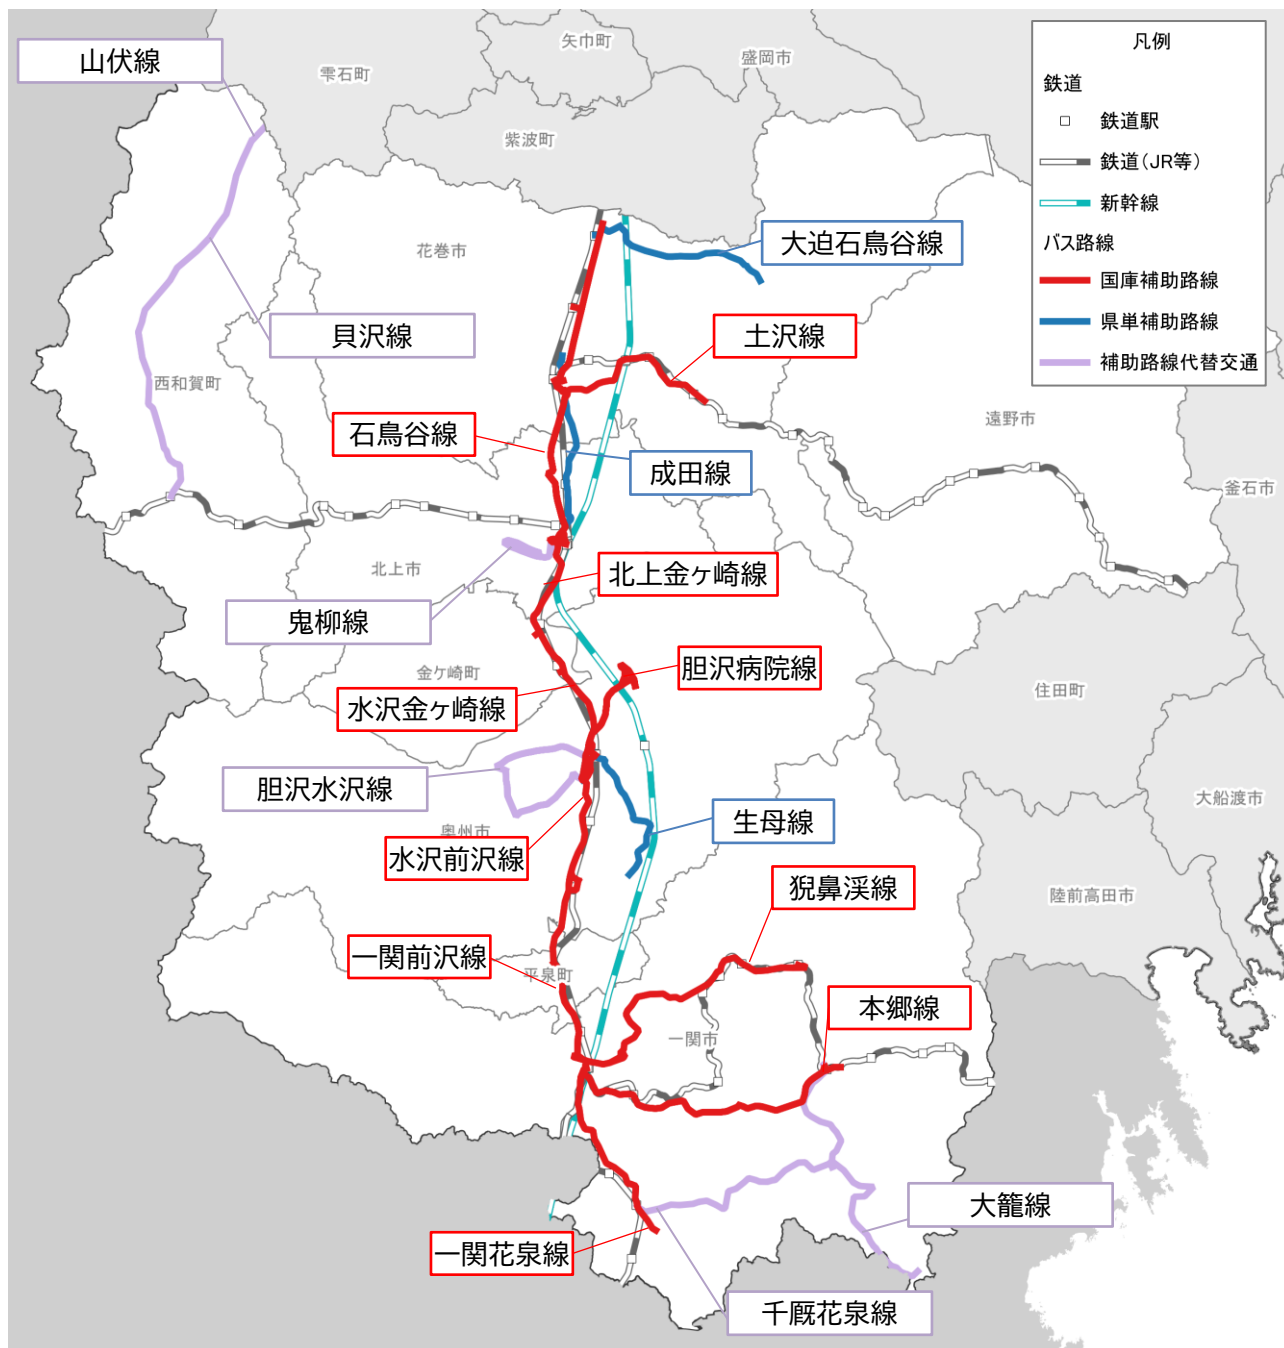 山伏線
矢巾町
盛岡市
雫石町
紫波町
凡例
鉄道
鉄道駅
鉄道（JR等）
新幹線
バス路線
国庫補助路線
県単補助路線
補助路線代替交通
花巻市
大迫石鳥谷線
貝沢線
土沢線
西和賀町
石鳥谷線
遠野市
成田線
釜石市
北上市
北上金ヶ崎線
鬼柳線
金ケ崎町
胆沢病院線
住田町
水沢金ヶ崎線
胆沢水沢線
大船渡市
奥州市
生母線
水沢前沢線
猊鼻渓線
陸前高田市
一関前沢線
平泉町
本郷線
一関市
大籠線
一関花泉線
千厩花泉線